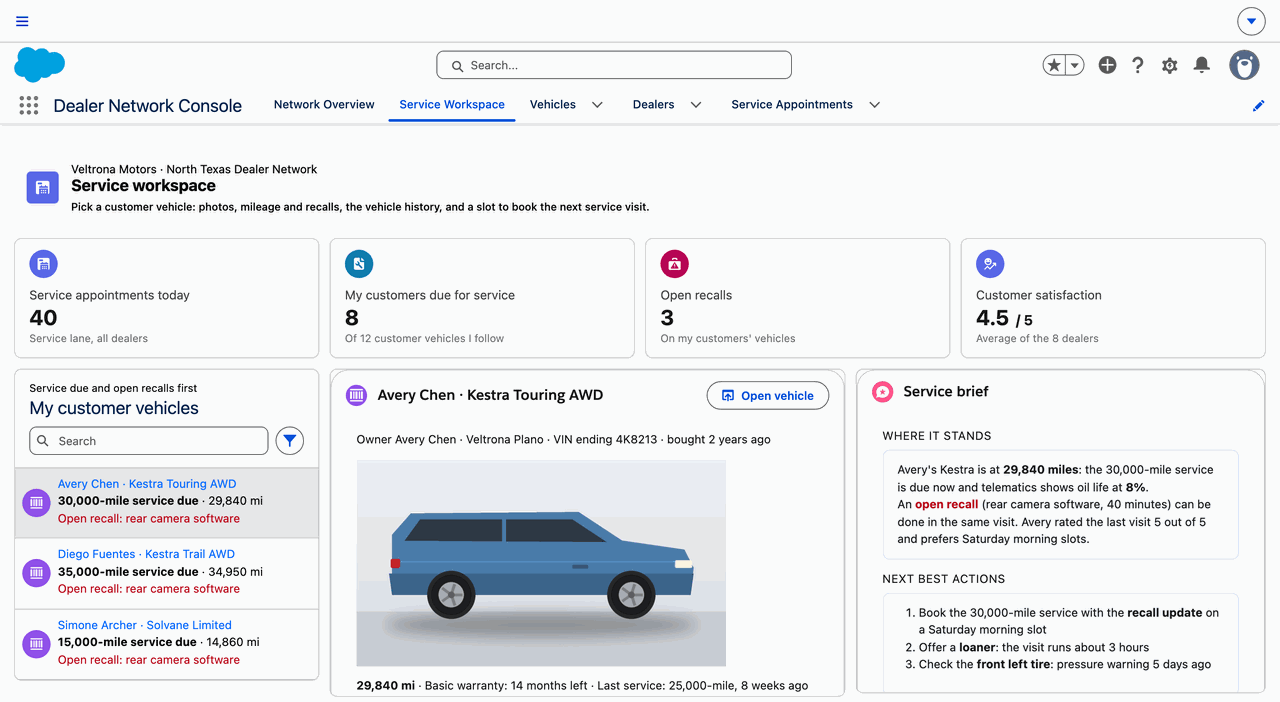 Search...
Dealer Network Console
Network Overview
Service Workspace
Vehicles
Dealers
Service Appointments
Veltrona Motors · North Texas Dealer Network
Service workspace
Pick a customer vehicle: photos, mileage and recalls, the vehicle history, and a slot to book the next service visit.
Service appointments today
40
Service lane, all dealers
My customers due for service
8
Of 12 customer vehicles I follow
Open recalls
3
On my customers' vehicles
Customer satisfaction
4.5 / 5
Average of the 8 dealers
Service due and open recalls first
My customer vehicles
Search
Avery Chen · Kestra Touring AWD
30,000-mile service due · 29,840 mi
Open recall: rear camera software
Diego Fuentes · Kestra Trail AWD
35,000-mile service due · 34,950 mi
Open recall: rear camera software
Simone Archer · Solvane Limited
15,000-mile service due · 14,860 mi
Open recall: rear camera software
Avery Chen · Kestra Touring AWD
Open vehicle
Owner Avery Chen · Veltrona Plano · VIN ending 4K8213 · bought 2 years ago
29,840 mi · Basic warranty: 14 months left · Last service: 25,000-mile, 8 weeks ago
Service brief
WHERE IT STANDS
Avery's Kestra is at 29,840 miles: the 30,000-mile service
is due now and telematics shows oil life at 8%.
An open recall (rear camera software, 40 minutes) can be
done in the same visit. Avery rated the last visit 5 out of 5
and prefers Saturday morning slots.
NEXT BEST ACTIONS
1. Book the 30,000-mile service with the recall update on
a Saturday morning slot
2. Offer a loaner: the visit runs about 3 hours
3. Check the front left tire: pressure warning 5 days ago